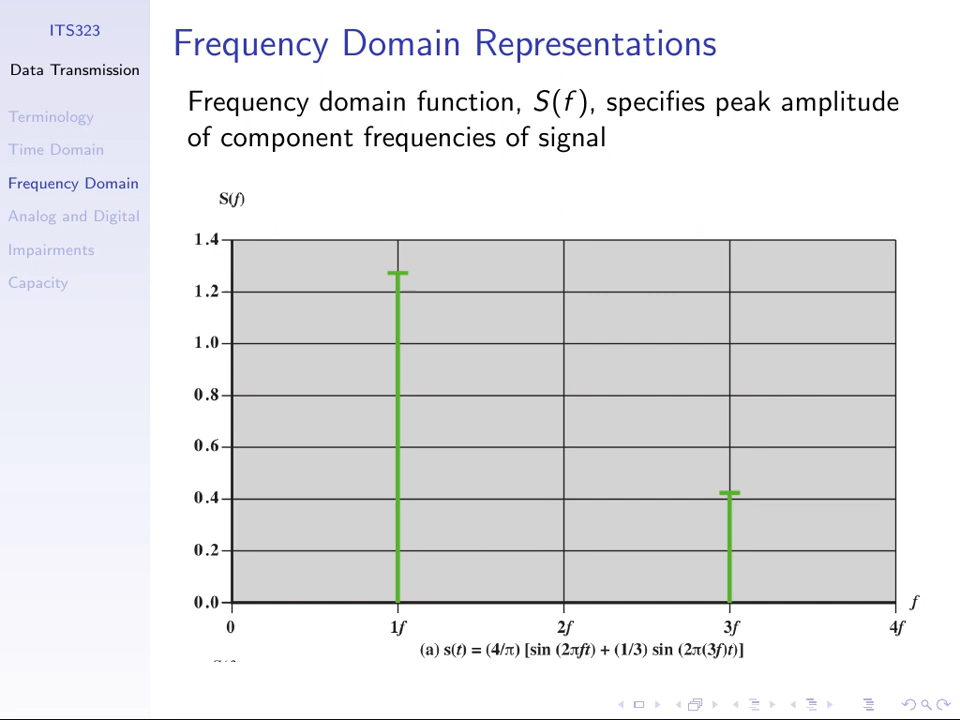 ITS323
Data Transmission
Terminology
Time Domain
Frequency Domain
Analog and Digital
Impairments
Capacity
Frequency Domain Representations
Frequency domain function, S(f), specifies peak amplitude
of component frequencies of signal
S(f)
1.4
1.2
1.0
0.8
0.6
0.4
0.2
0.0
0 1f 2f 3f 4f
f
(a) s(t) = (4/π) [sin (2πft) + (1/3) sin (2π(3f)t)]